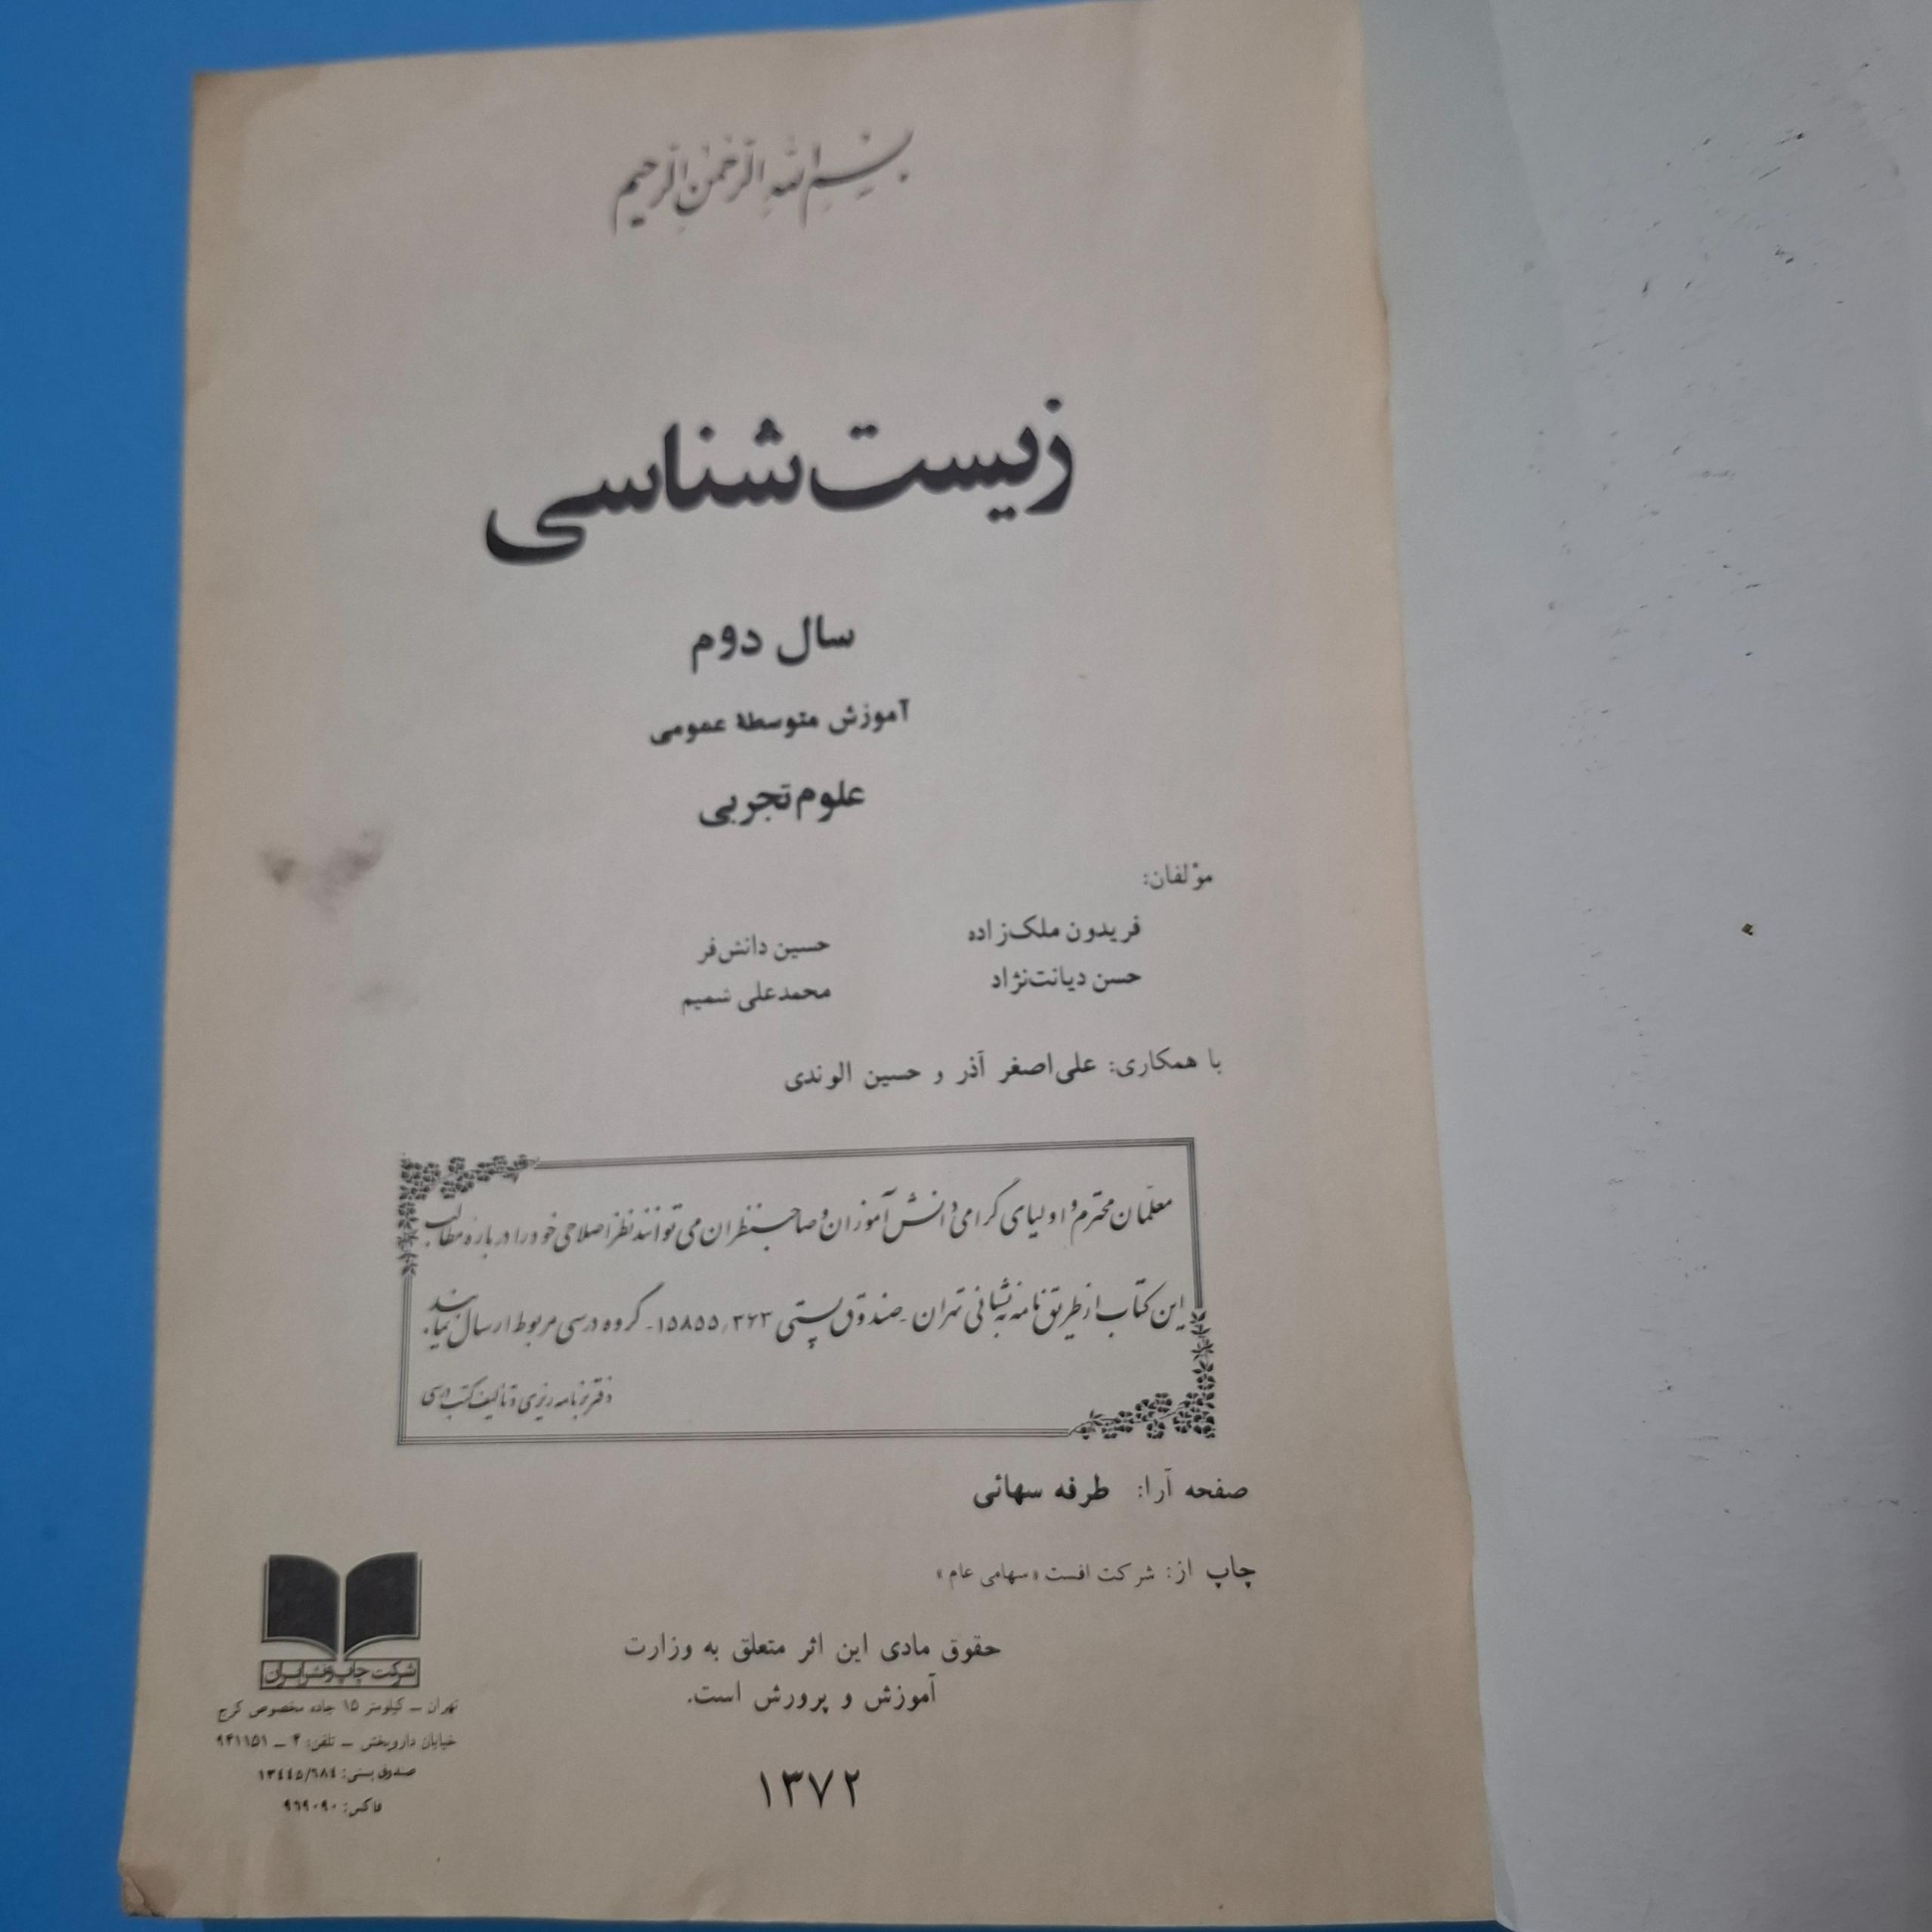 بسم الله الرحمن الرحیم
زیست‌شناسی
سال دوم
آموزش متوسطهٔ عمومی
علوم تجربی
مؤلفان:
فریدون ملک‌زاده حسین دانش‌فر
حسن دیانت‌نژاد محمدعلی شمیم
با همکاری: علی‌اصغر آذر و حسین الوندی
معلمان محترم و اولیای گرامی دانش‌آموزان و صاحبنظران می‌توانند نظر اصلاحی خود را درباره مطالب
این کتاب از طریق نامه به نشانی تهران - صندوق پستی ۱۵۸۵۵/۳۶۳ - گروه درسی مربوط ارسال نمایند.
دفتر برنامه‌ریزی و تألیف کتب درسی
صفحه آرا: طرفه سهائی
چاپ از: شرکت افست «سهامی عام»
حقوق مادی این اثر متعلق به وزارت
آموزش و پرورش است.
۱۳۷۲
شرکت چاپ و نشر ایران
تهران – کیلومتر ۱۵ جاده مخصوص کرج
خیابان داروپخش – تلفن: ۴ – ۹۴۱۱۵۱
صندوق پستی: ۱۳۴۴۵/۶۸۴
فاکس: ۹۶۹۰۹۰